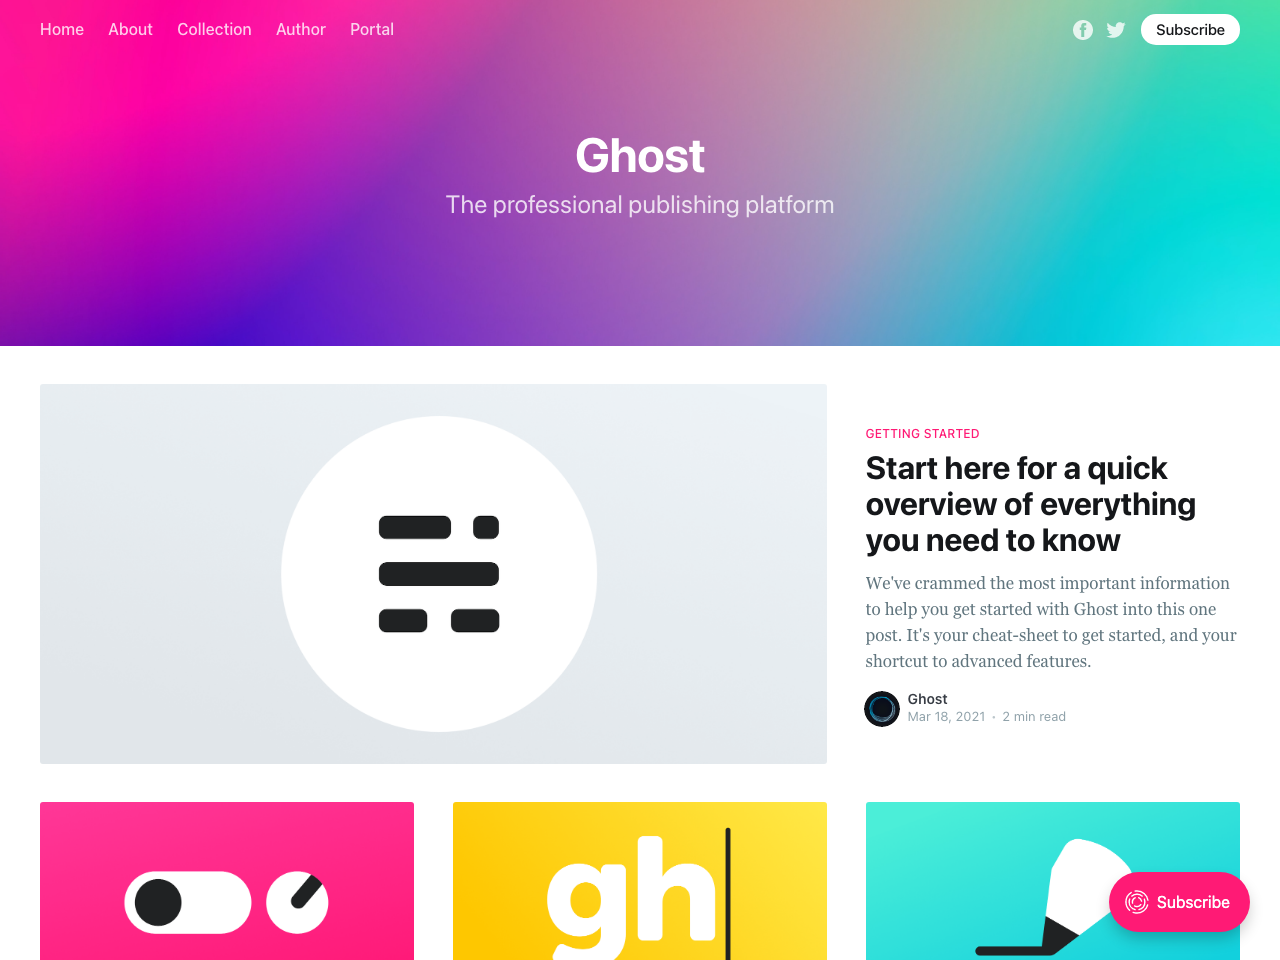 Home About Collection Author Portal
Subscribe
Ghost
The professional publishing platform
GETTING STARTED
Start here for a quick
overview of everything
you need to know
We've crammed the most important information
to help you get started with Ghost into this one
post. It's your cheat-sheet to get started, and your
shortcut to advanced features.
Ghost
Mar 18, 2021 • 2 min read
gh
Subscribe